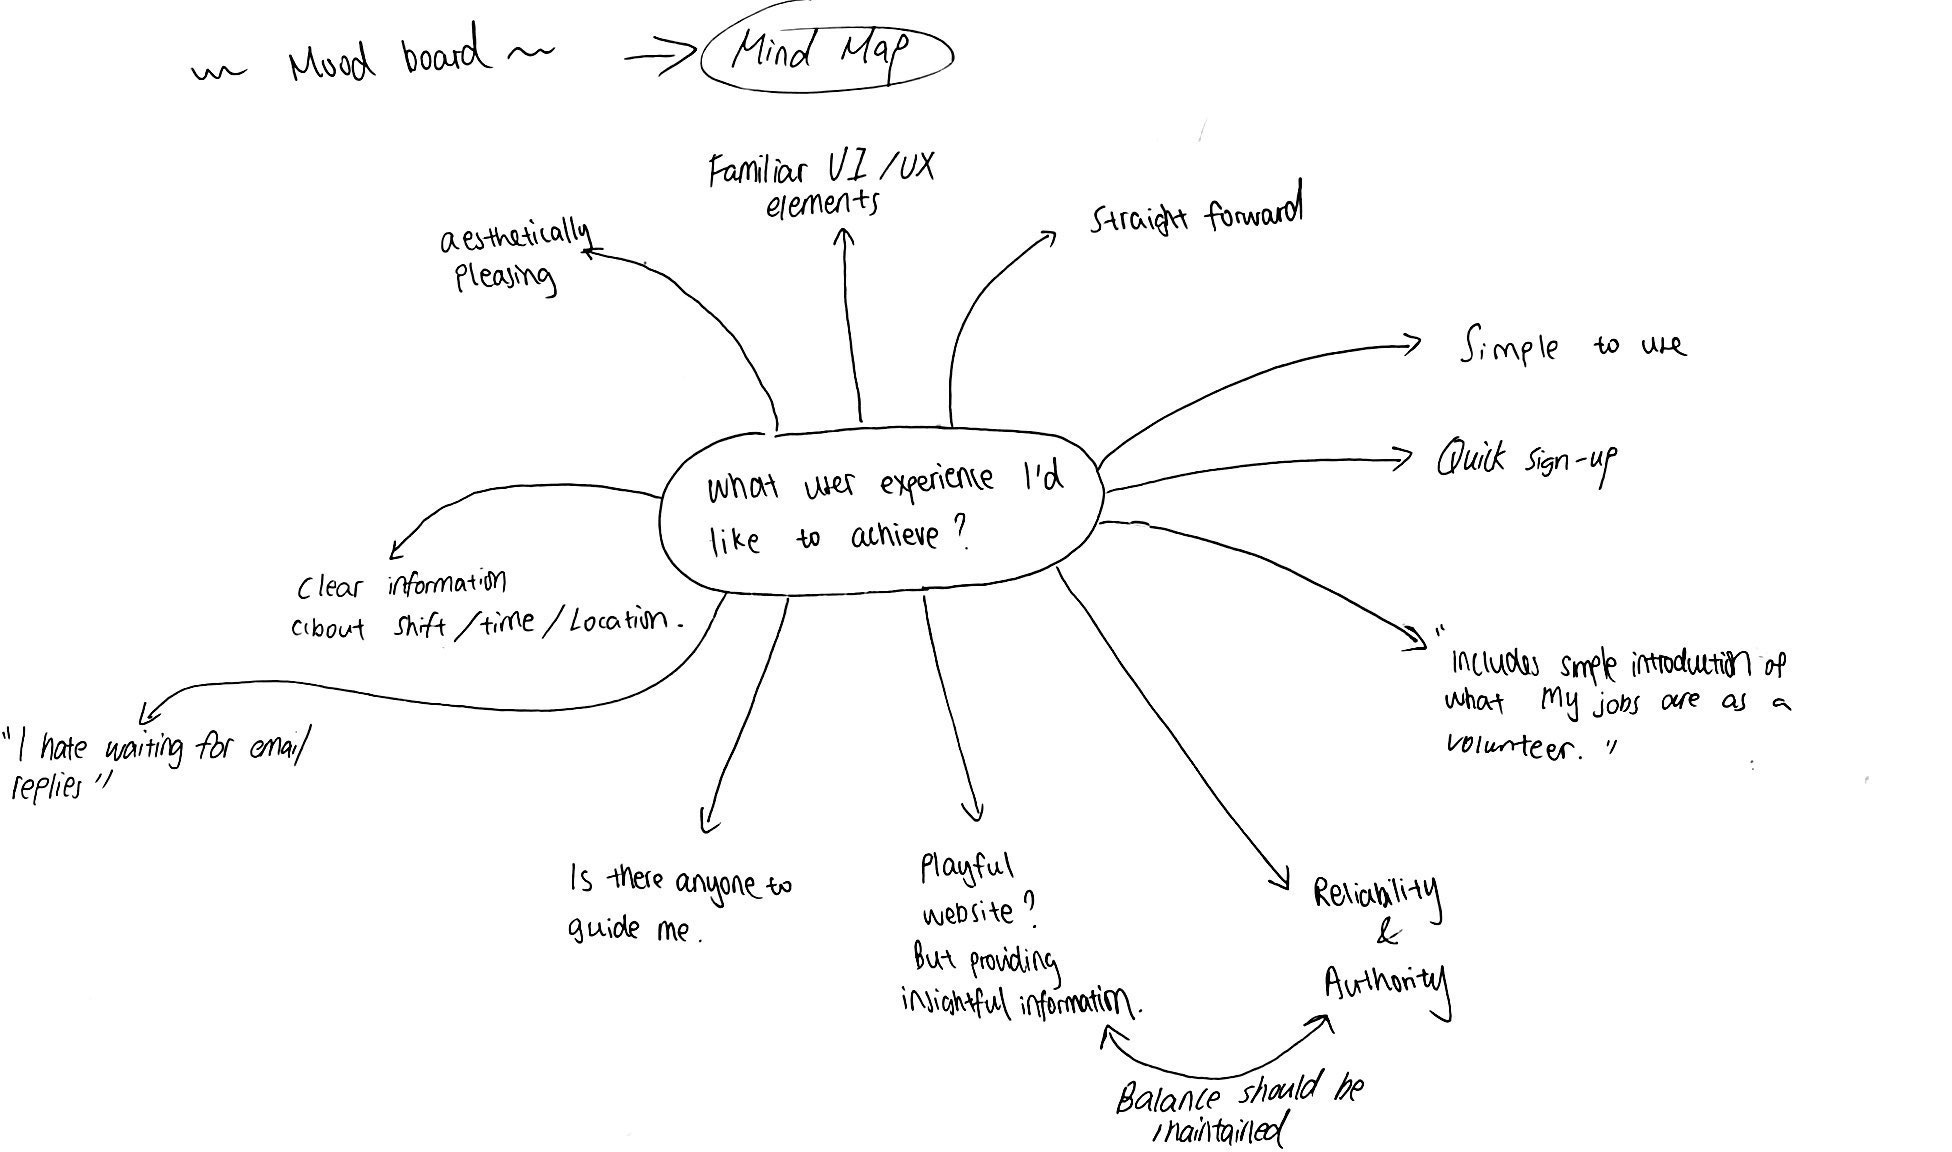 ~ Mood board ~ → Mind Map
Familiar UI/UX
elements
aesthetically
pleasing
Straight forward
Simple to use
Quick sign-up
What user experience I'd
like to achieve?
Clear information
about shift/time/Location.
"I hate waiting for email
replies"
"includes simple introduction of
what My jobs are as a
volunteer."
Is there anyone to
guide me.
Playful
website?
But providing
insightful information.
Reliability
&
Authority
Balance should be
maintained